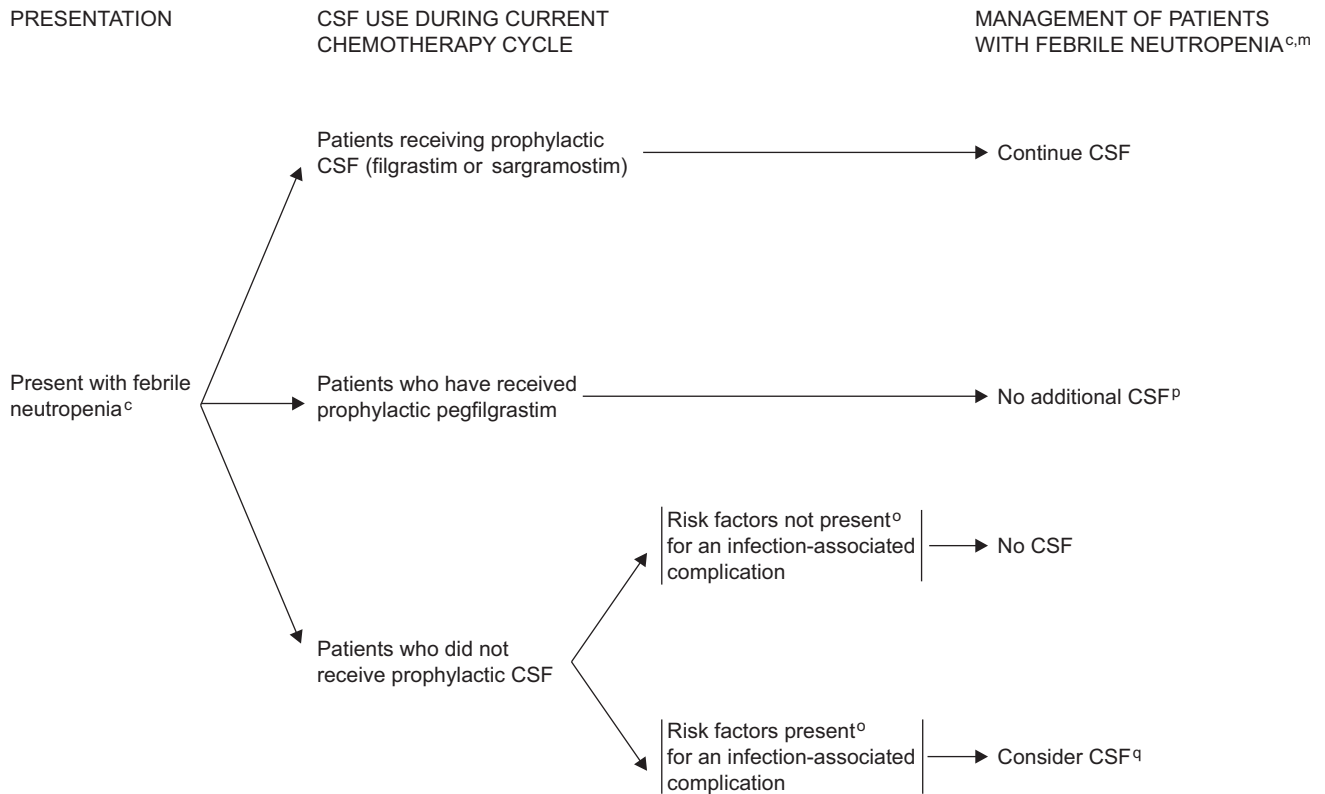 PRESENTATION
CSF USE DURING CURRENT
CHEMOTHERAPY CYCLE
MANAGEMENT OF PATIENTS
WITH FEBRILE NEUTROPENIAc,m
Patients receiving prophylactic
CSF (filgrastim or sargramostim)
Continue CSF
Present with febrile
neutropeniac
Patients who have received
prophylactic pegfilgrastim
No additional CSFp
Risk factors not presento
for an infection-associated
complication
No CSF
Patients who did not
receive prophylactic CSF
Risk factors presento
for an infection-associated
complication
Consider CSFq